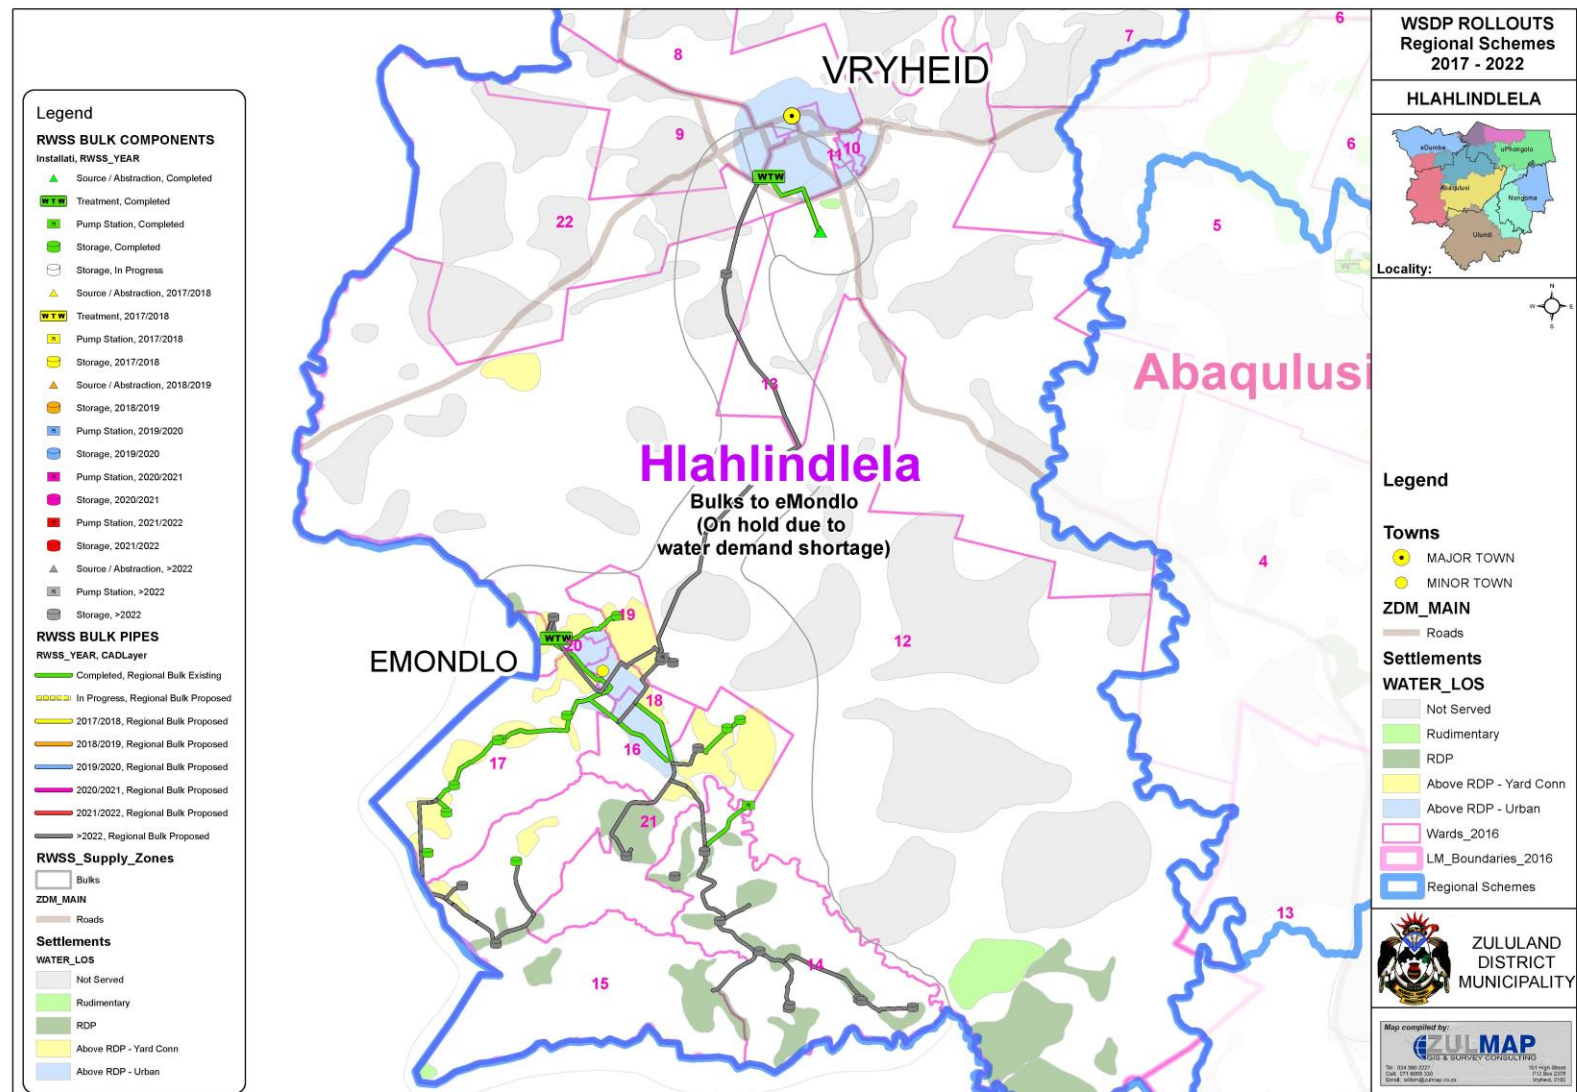 Legend
RWSS BULK COMPONENTS
Installati, RWSS_YEAR
Source / Abstraction, Completed
WTW Treatment, Completed
Pump Station, Completed
Storage, Completed
Storage, In Progress
Source / Abstraction, 2017/2018
WTW Treatment, 2017/2018
Pump Station, 2017/2018
Storage, 2017/2018
Source / Abstraction, 2018/2019
Storage, 2018/2019
Pump Station, 2019/2020
Storage, 2019/2020
Pump Station, 2020/2021
Storage, 2020/2021
Pump Station, 2021/2022
Storage, 2021/2022
Source / Abstraction, >2022
Pump Station, >2022
Storage, >2022
RWSS BULK PIPES
RWSS_YEAR, CADLayer
Completed, Regional Bulk Existing
In Progress, Regional Bulk Proposed
2017/2018, Regional Bulk Proposed
2018/2019, Regional Bulk Proposed
2019/2020, Regional Bulk Proposed
2020/2021, Regional Bulk Proposed
2021/2022, Regional Bulk Proposed
>2022, Regional Bulk Proposed
RWSS_Supply_Zones
Bulks
ZDM_MAIN
Roads
Settlements
WATER_LOS
Not Served
Rudimentary
RDP
Above RDP - Yard Conn
Above RDP - Urban
8
7
6
VRYHEID
9
11
10
6
WTW
22
5
13
Abaqulusi
Hlahlindlela
Bulks to eMondlo
(On hold due to
water demand shortage)
4
19
WTW
20
12
EMONDLO
18
16
17
21
13
14
15
WSDP ROLLOUTS
Regional Schemes
2017 - 2022
HLAHLINDLELA
eDumbe
uPhongolo
Abaqulusi
Nongoma
Ulundi
Locality:
N
W
E
S
Legend
Towns
MAJOR TOWN
MINOR TOWN
ZDM_MAIN
Roads
Settlements
WATER_LOS
Not Served
Rudimentary
RDP
Above RDP - Yard Conn
Above RDP - Urban
Wards_2016
LM_Boundaries_2016
Regional Schemes
ZULULAND
DISTRICT
MUNICIPALITY
Map compiled by:
ZULMAP
GIS & SURVEY CONSULTING